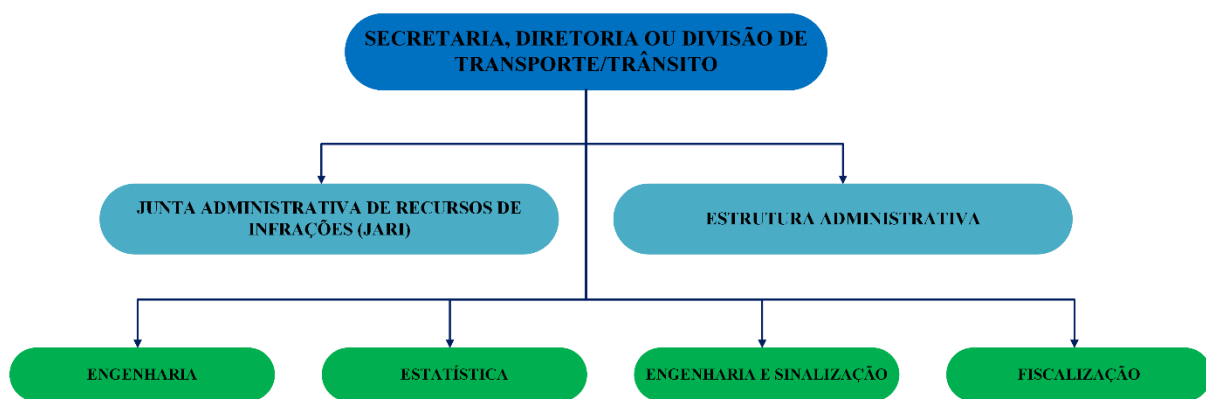 SECRETARIA, DIRETORIA OU DIVISÃO DE
TRANSPORTE/TRÂNSITO
JUNTA ADMINISTRATIVA DE RECURSOS DE
INFRAÇÕES (JARI)
ESTRUTURA ADMINISTRATIVA
ENGENHARIA
ESTATÍSTICA
ENGENHARIA E SINALIZAÇÃO
FISCALIZAÇÃO